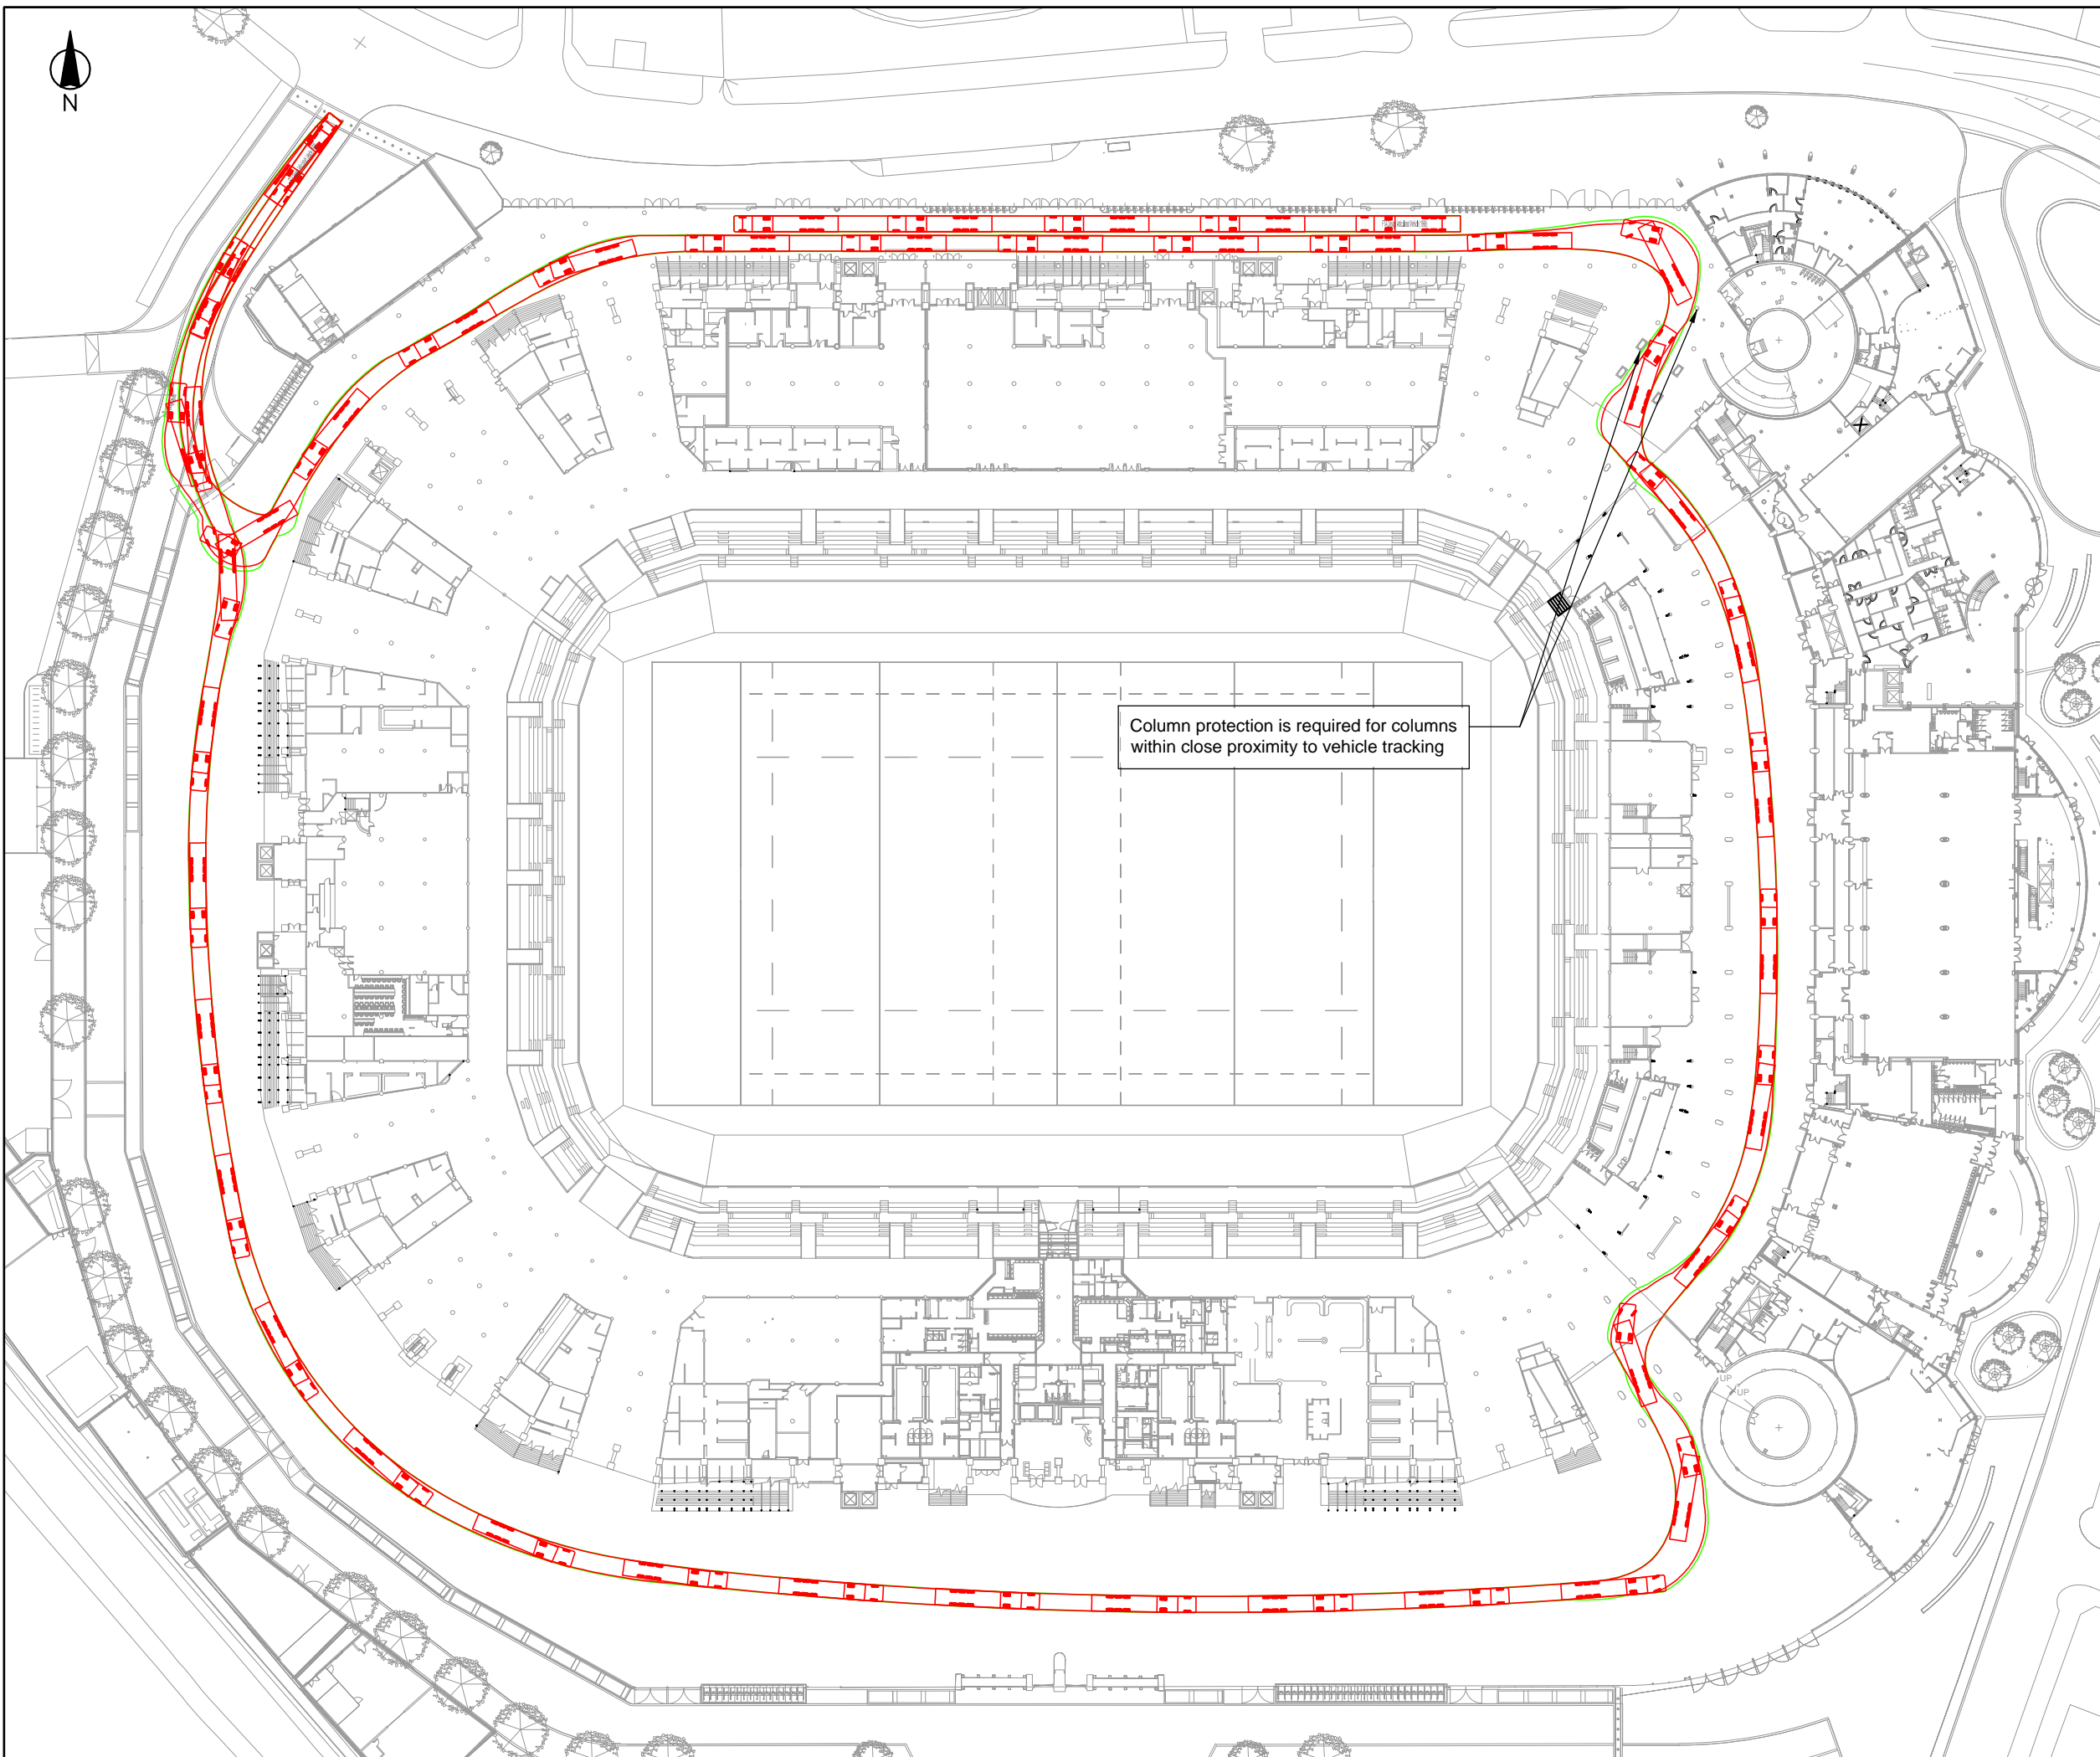 N
Column protection is required for columns
within close proximity to vehicle tracking
UP
UP